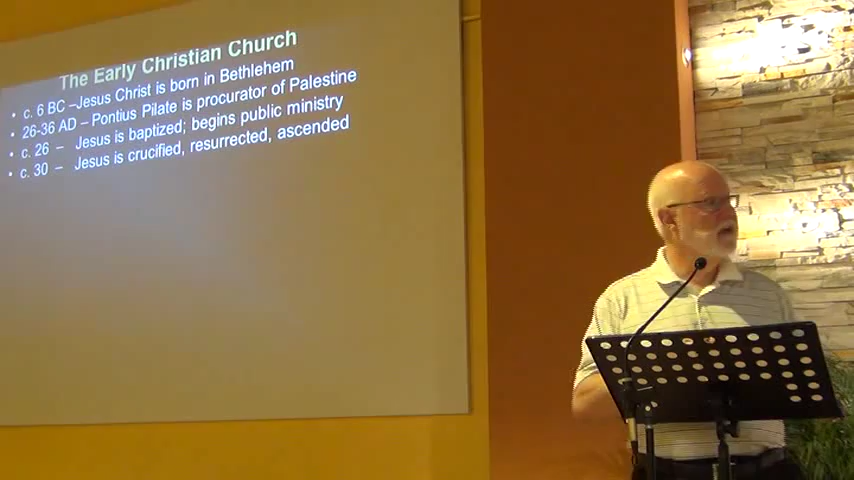 The Early Christian Church
• c. 6 BC –Jesus Christ is born in Bethlehem
• 26-36 AD – Pontius Pilate is procurator of Palestine
• c. 26 – Jesus is baptized; begins public ministry
• c. 30 – Jesus is crucified, resurrected, ascended